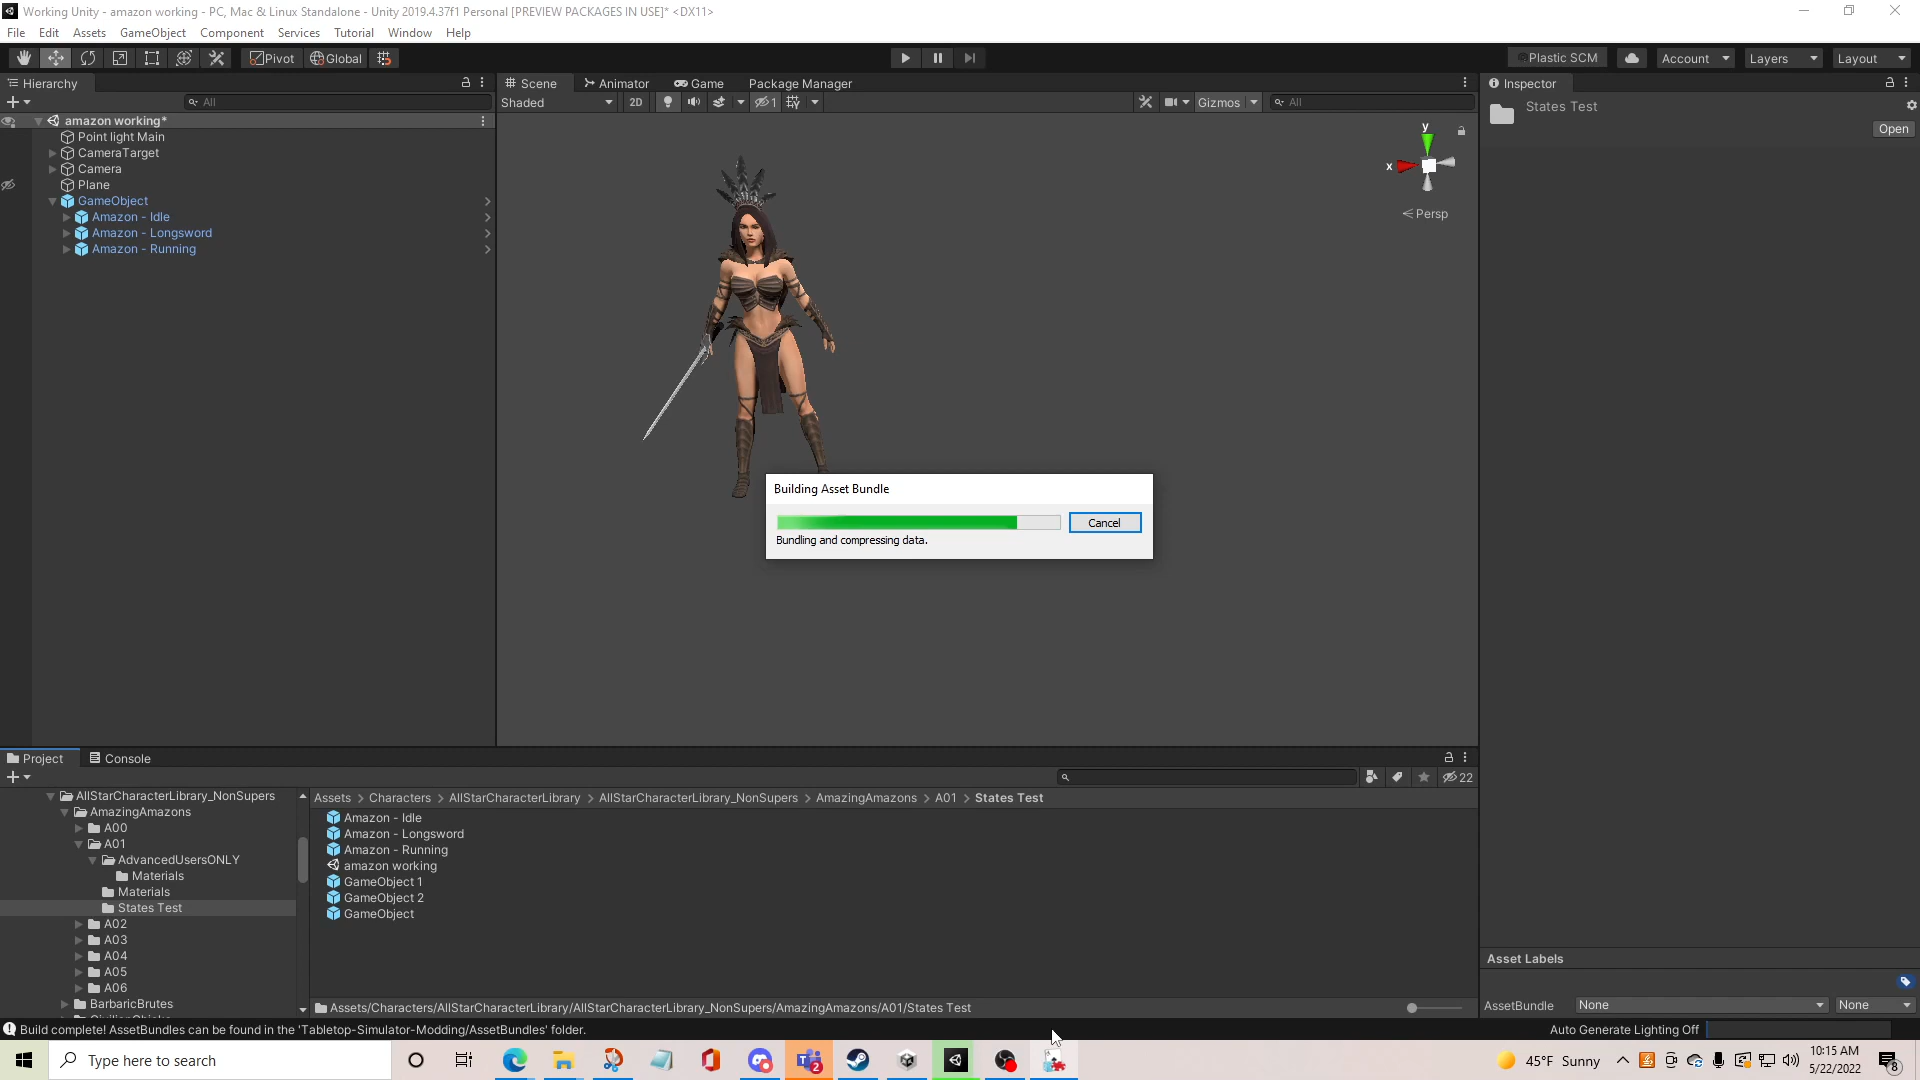 Working Unity - amazon working - PC, Mac & Linux Standalone - Unity 2019.4.37f1 Personal [PREVIEW PACKAGES IN USE]* <DX11>
File Edit Assets GameObject Component Services Tutorial Window Help
Pivot Global Plastic SCM Account Layers Layout
Hierarchy Scene Animator Game Package Manager Inspector
All Shaded 2D 1 Gizmos All
States Test
Open
amazon working*
Point light Main
CameraTarget
Camera
Plane
GameObject
Amazon - Idle
Amazon - Longsword
Amazon - Running
y
x
Persp
Building Asset Bundle
Cancel
Bundling and compressing data.
Project Console
22
AllStarCharacterLibrary_NonSupers
AmazingAmazons
A00
A01
AdvancedUsersONLY
Materials
Materials
States Test
A02
A03
A04
A05
A06
BarbaricBrutes
Assets > Characters > AllStarCharacterLibrary > AllStarCharacterLibrary_NonSupers > AmazingAmazons > A01 > States Test
Amazon - Idle
Amazon - Longsword
Amazon - Running
amazon working
GameObject 1
GameObject 2
GameObject
Assets/Characters/AllStarCharacterLibrary/AllStarCharacterLibrary_NonSupers/AmazingAmazons/A01/States Test
Asset Labels
AssetBundle None None
Build complete! AssetBundles can be found in the 'Tabletop-Simulator-Modding/AssetBundles' folder.
Auto Generate Lighting Off
Type here to search
2
45°F Sunny
10:15 AM
5/22/2022
8